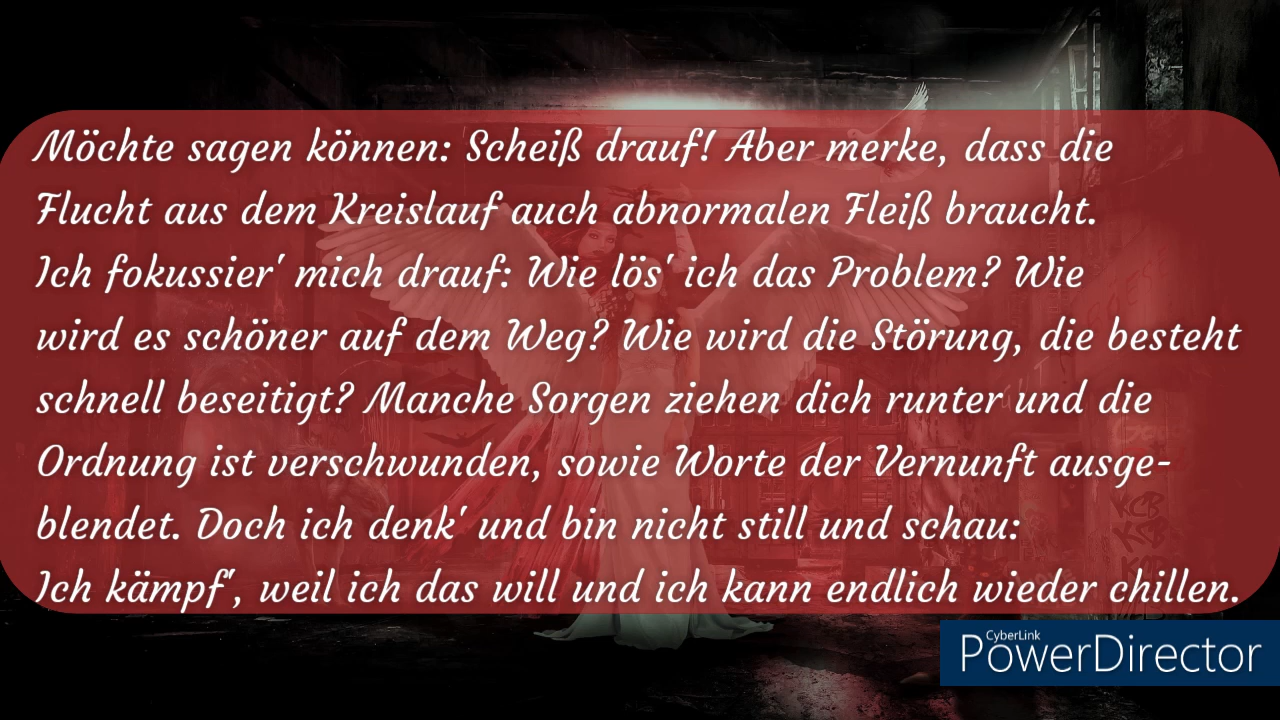 Möchte sagen können: Scheiß drauf! Aber merke, dass die
Flucht aus dem Kreislauf auch abnormalen Fleiß braucht.
Ich fokussier' mich drauf: Wie lös' ich das Problem? Wie
wird es schöner auf dem Weg? Wie wird die Störung, die besteht
schnell beseitigt? Manche Sorgen ziehen dich runter und die
Ordnung ist verschwunden, sowie Worte der Vernunft ausge-
blendet. Doch ich denk' und bin nicht still und schau:
Ich kämpf', weil ich das will und ich kann endlich wieder chillen.
KCB
KCB
CyberLink
PowerDirector